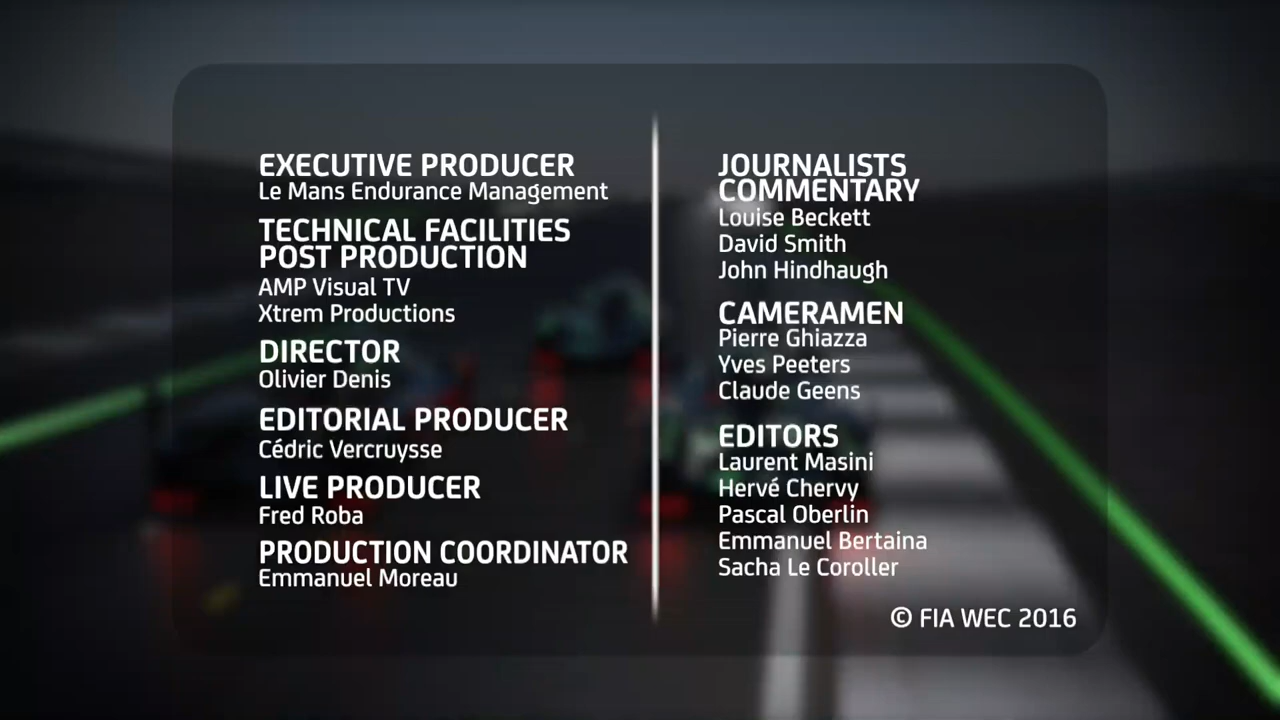 EXECUTIVE PRODUCER
Le Mans Endurance Management
TECHNICAL FACILITIES
POST PRODUCTION
AMP Visual TV
Xtrem Productions
DIRECTOR
Olivier Denis
EDITORIAL PRODUCER
Cédric Vercruysse
LIVE PRODUCER
Fred Roba
PRODUCTION COORDINATOR
Emmanuel Moreau
JOURNALISTS
COMMENTARY
Louise Beckett
David Smith
John Hindhaugh
CAMERAMEN
Pierre Ghiazza
Yves Peeters
Claude Geens
EDITORS
Laurent Masini
Hervé Chervy
Pascal Oberlin
Emmanuel Bertaina
Sacha Le Coroller
© FIA WEC 2016